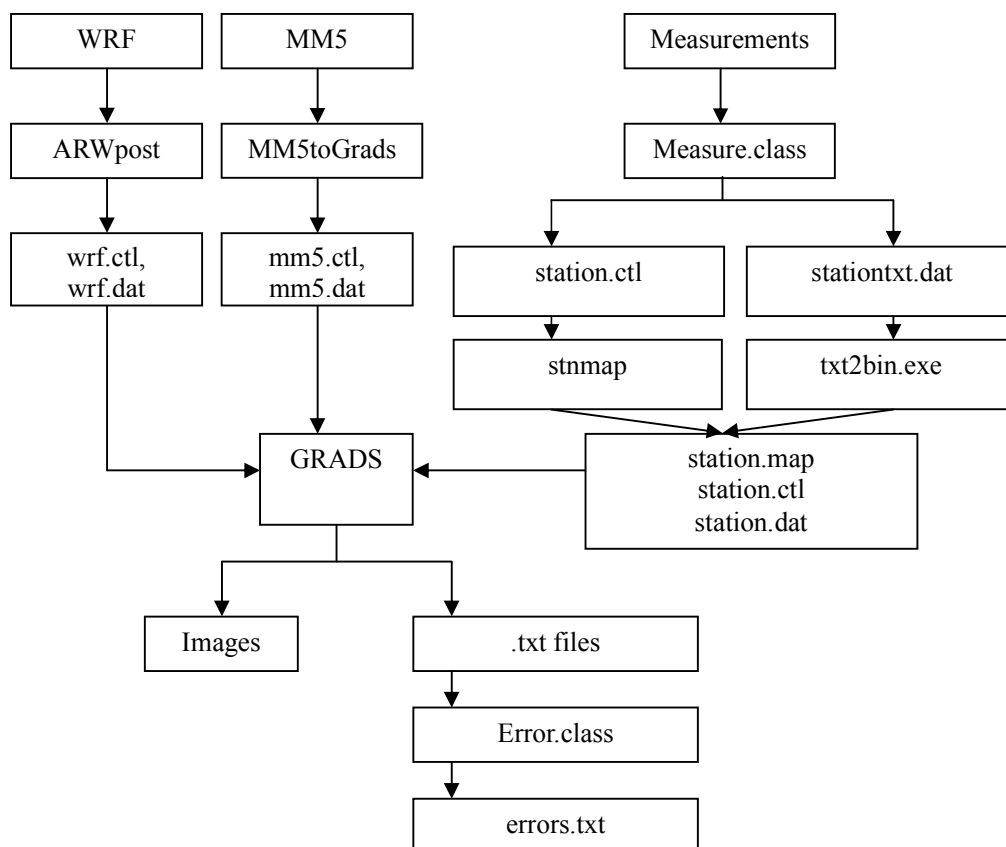 WRF
MM5
Measurements
ARWpost
MM5toGrads
Measure.class
wrf.ctl,
wrf.dat
mm5.ctl,
mm5.dat
station.ctl
stationtxt.dat
stnmap
txt2bin.exe
GRADS
station.map
station.ctl
station.dat
Images
.txt files
Error.class
errors.txt